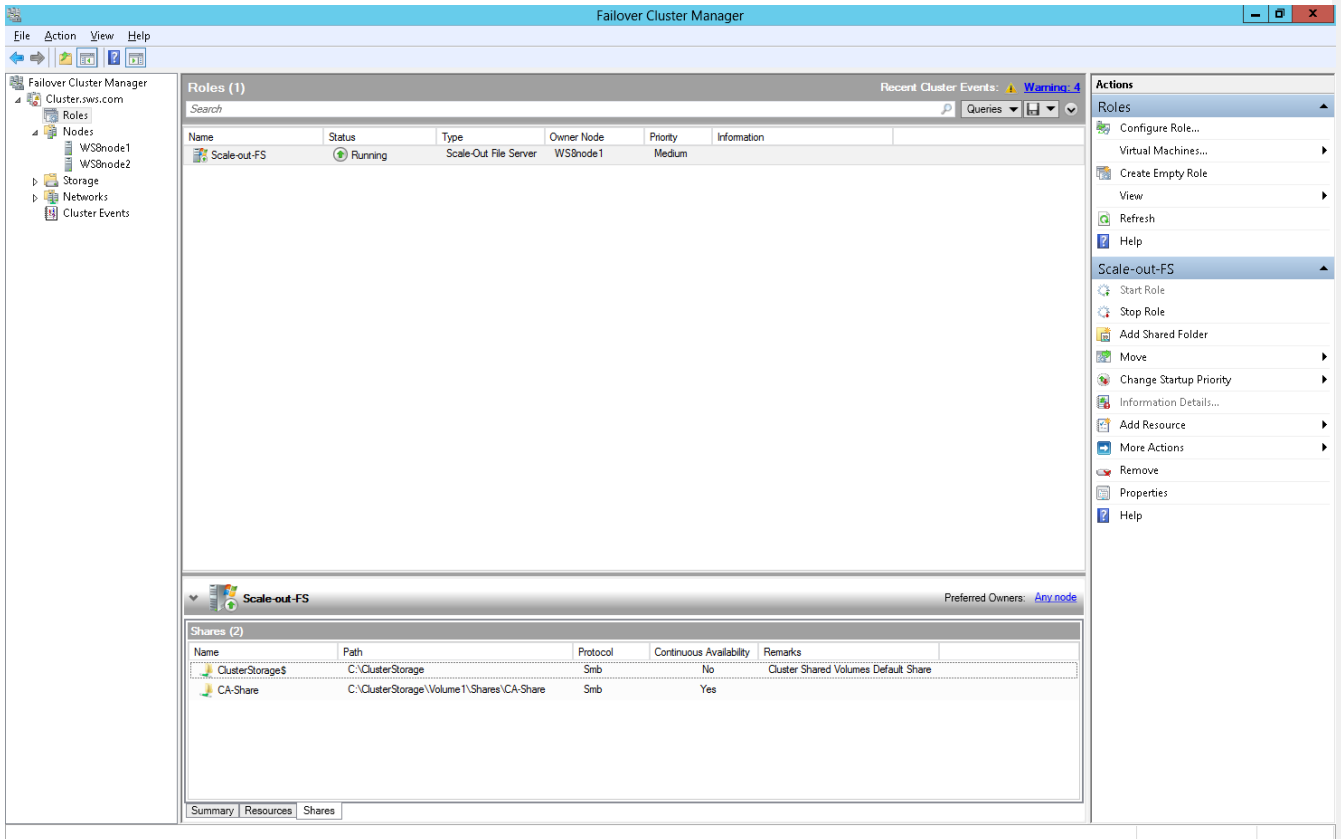 Failover Cluster Manager
File Action View Help
Failover Cluster Manager
Cluster.sws.com
Roles
Nodes
WS8node1
WS8node2
Storage
Networks
Cluster Events
Roles (1)
Recent Cluster Events: Warning: 4
Search
Queries
Name Status Type Owner Node Priority Information
Scale-out-FS Running Scale-Out File Server WS8node1 Medium
Scale-out-FS
Preferred Owners: Any node
Shares (2)
Name Path Protocol Continuous Availability Remarks
ClusterStorage$ C:\ClusterStorage Smb No Cluster Shared Volumes Default Share
CA-Share C:\ClusterStorage\Volume1\Shares\CA-Share Smb Yes
Summary Resources Shares
Actions
Roles
Configure Role...
Virtual Machines...
Create Empty Role
View
Refresh
Help
Scale-out-FS
Start Role
Stop Role
Add Shared Folder
Move
Change Startup Priority
Information Details...
Add Resource
More Actions
Remove
Properties
Help